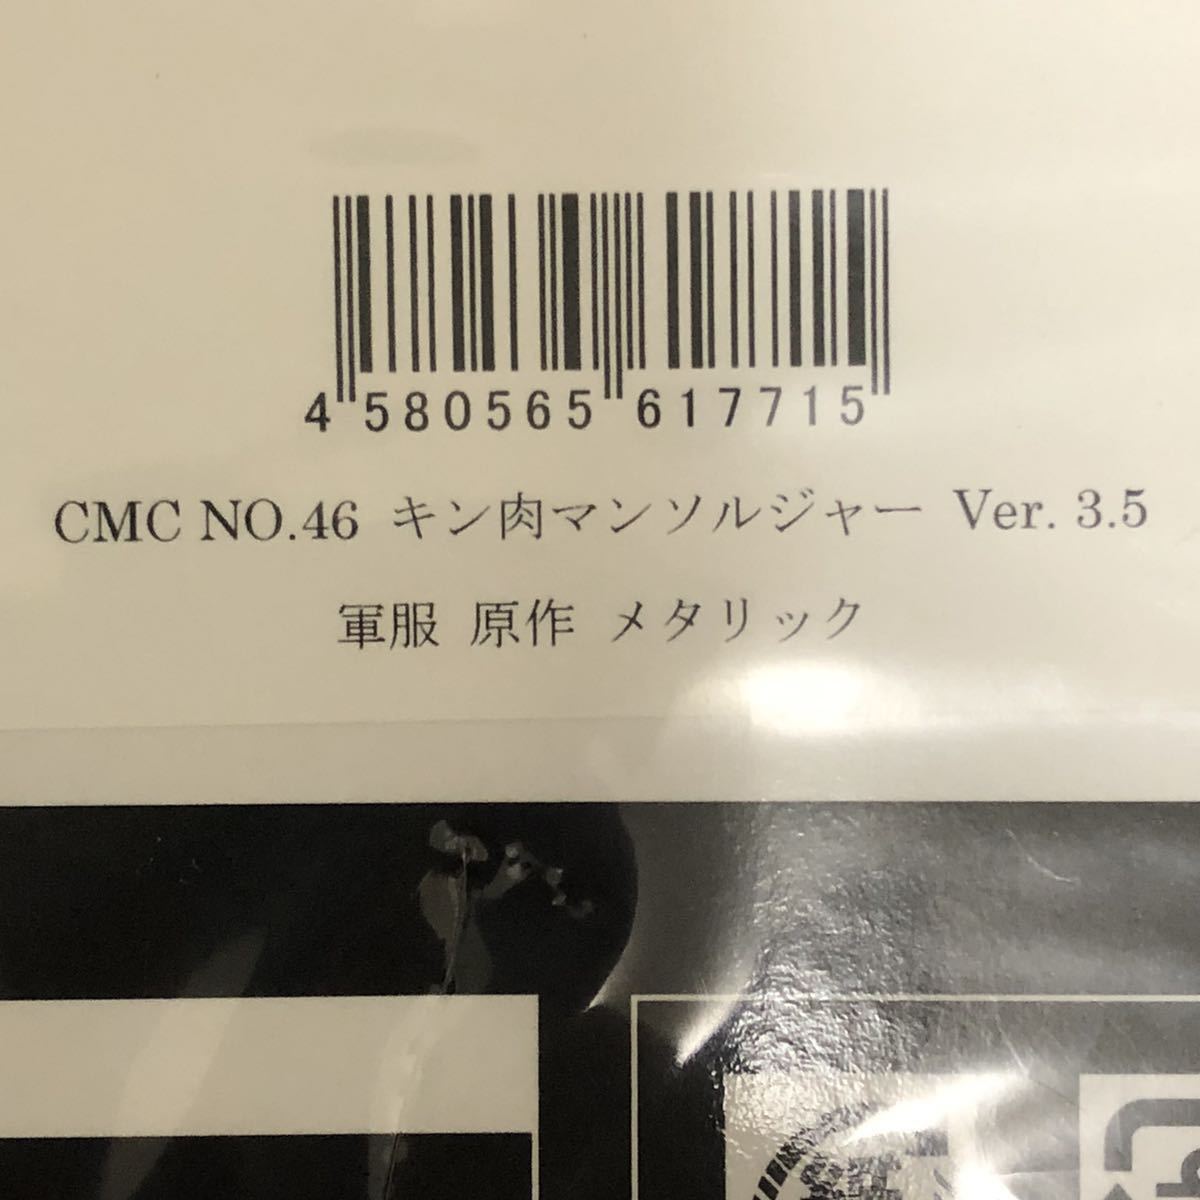 4 580565 617715
CMC NO.46 キン肉マンソルジャー Ver. 3.5
軍服 原作 メタリック